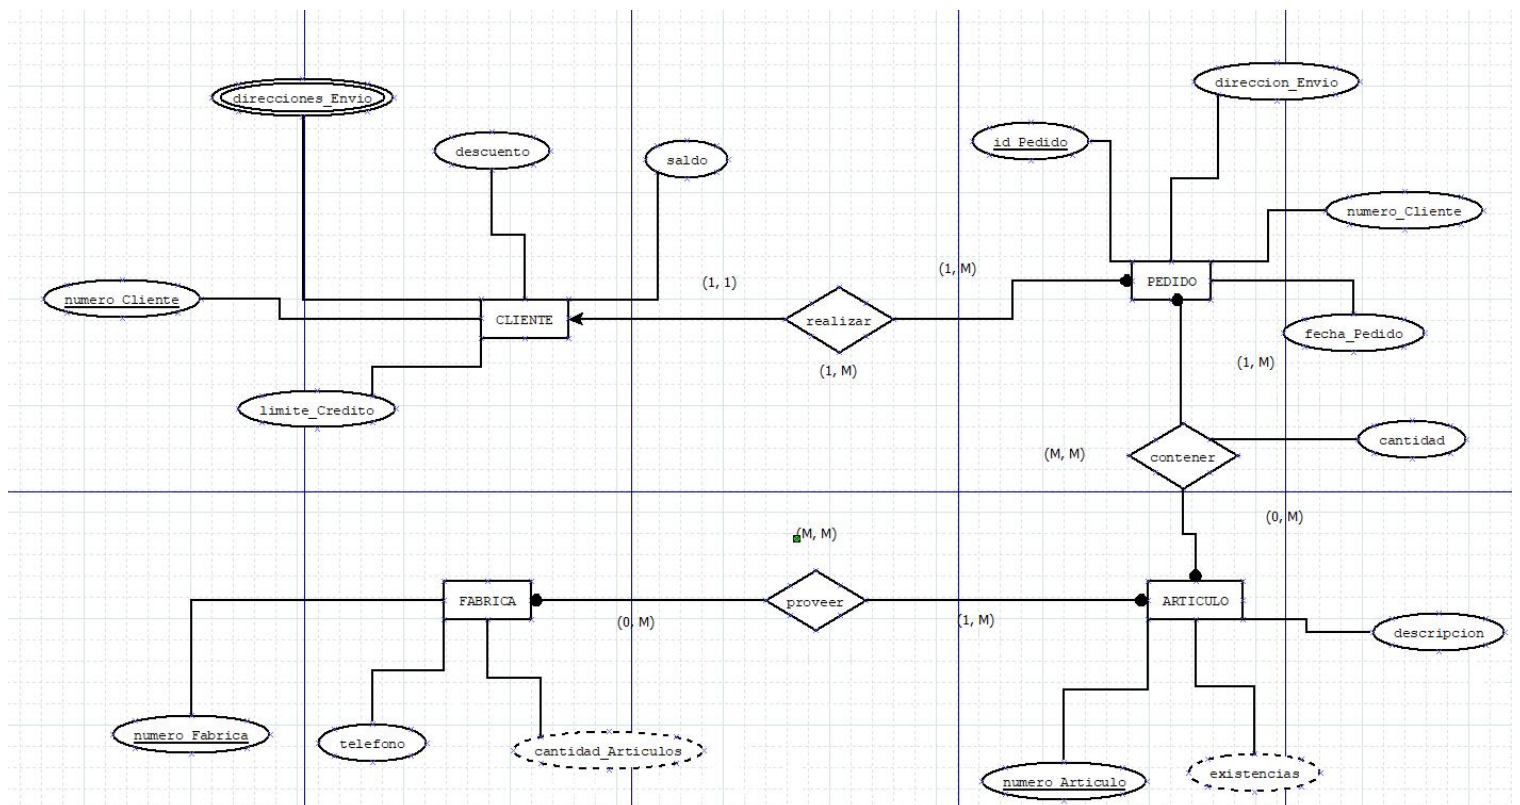 direccion_Envio
direcciones_Envio
id_Pedido
descuento
saldo
numero_Cliente
(1, M)
(1, 1)
PEDIDO
numero_Cliente
CLIENTE
realizar
fecha_Pedido
(1, M)
(1, M)
limite_Credito
cantidad
(M, M)
contener
(0, M)
(M, M)
FABRICA
proveer
ARTICULO
(0, M)
(1, M)
descripcion
numero_Fabrica
telefono
cantidad_Articulos
existencias
numero_Articulo